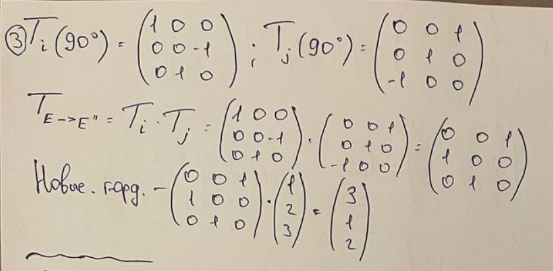 ③ T_i(90°) = (1 0 0; 0 0 -1; 0 1 0) ; T_j(90°) = (0 0 1; 0 1 0; -1 0 0)
T_{E→E"} = T_i · T_j = (1 0 0; 0 0 -1; 0 1 0) · (0 0 1; 0 1 0; -1 0 0) = (0 0 1; 1 0 0; 0 1 0)
Новые - (0 0 1; 1 0 0; 0 1 0) · (1; 2; 3) = (3; 1; 2)